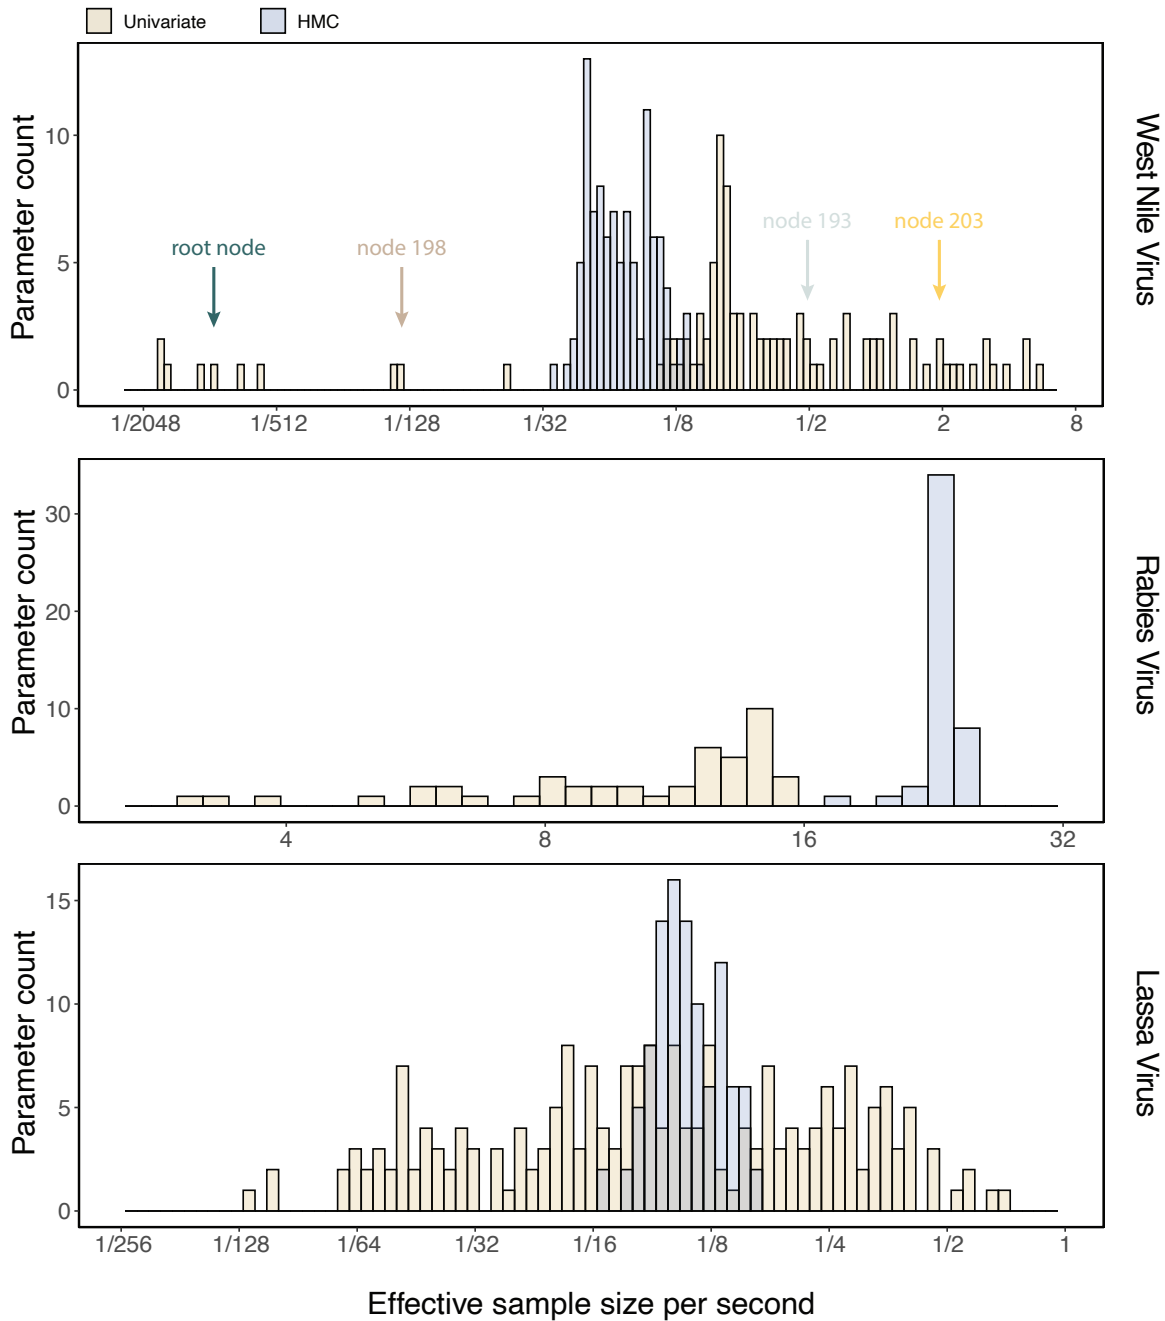 Univariate HMC
Parameter count
10
5
0
root node
node 198
node 193
node 203
West Nile Virus
1/2048 1/512 1/128 1/32 1/8 1/2 2 8
Parameter count
30
20
10
0
Rabies Virus
4 8 16 32
Parameter count
15
10
5
0
Lassa Virus
1/256 1/128 1/64 1/32 1/16 1/8 1/4 1/2 1
Effective sample size per second